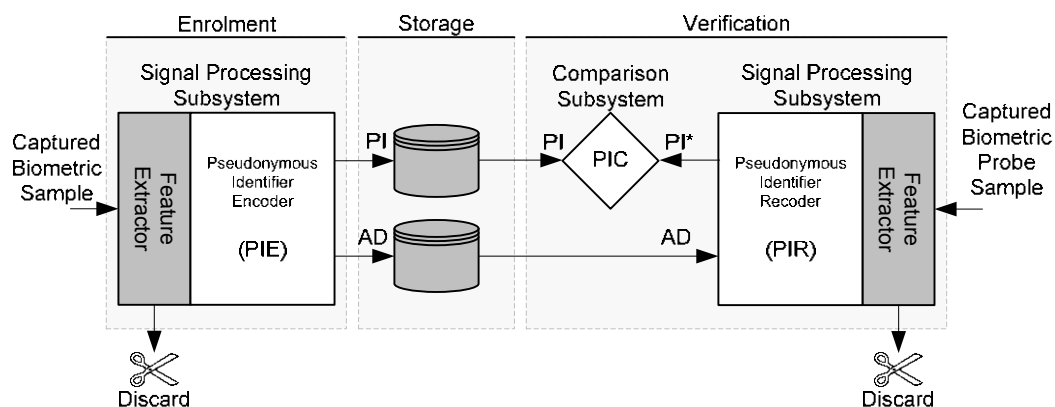 Enrolment
Storage
Verification
Signal Processing
Subsystem
Comparison
Subsystem
Signal Processing
Subsystem
Captured
Biometric
Sample
Feature
Extractor
Pseudonymous
Identifier
Encoder
(PIE)
PI
AD
PI
PIC
PI*
AD
Pseudonymous
Identifier
Recoder
(PIR)
Feature
Extractor
Captured
Biometric
Probe
Sample
Discard
Discard